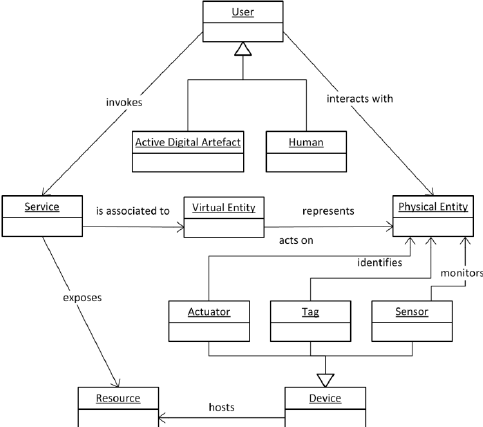 User
invokes
interacts with
Active Digital Artefact
Human
Service
is associated to
Virtual Entity
represents
Physical Entity
acts on
identifies
monitors
exposes
Actuator
Tag
Sensor
Resource
hosts
Device